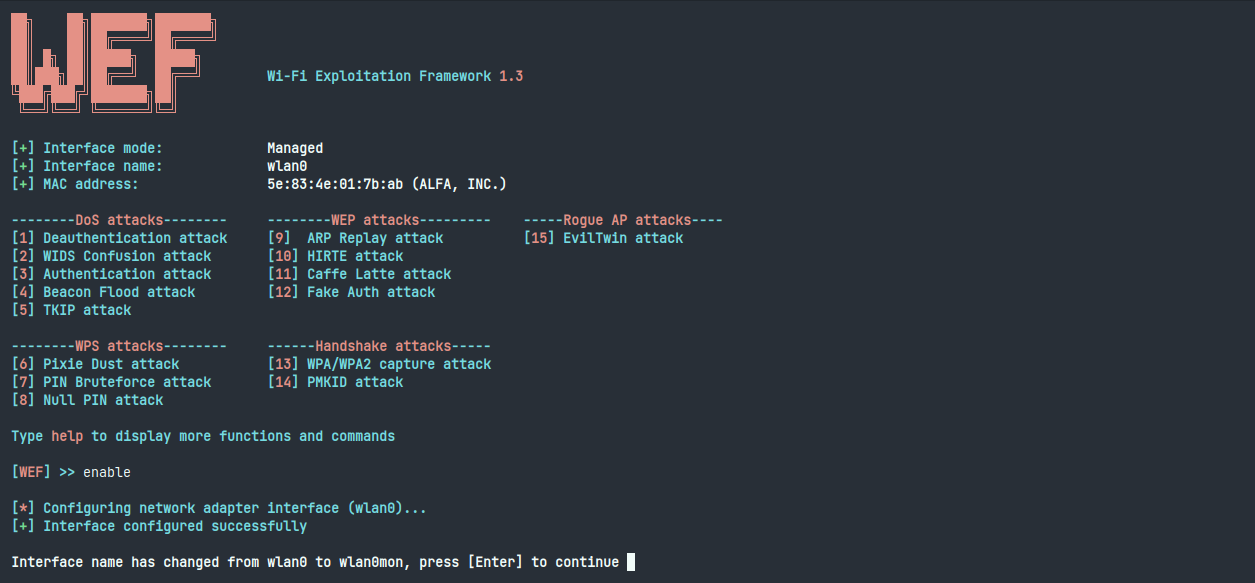 WEF
Wi-Fi Exploitation Framework 1.3
[+] Interface mode: Managed
[+] Interface name: wlan0
[+] MAC address: 5e:83:4e:01:7b:ab (ALFA, INC.)
--------DoS attacks-------- --------WEP attacks--------- -----Rogue AP attacks----
[1] Deauthentication attack [9]  ARP Replay attack [15] EvilTwin attack
[2] WIDS Confusion attack [10] HIRTE attack
[3] Authentication attack [11] Caffe Latte attack
[4] Beacon Flood attack [12] Fake Auth attack
[5] TKIP attack
--------WPS attacks-------- ------Handshake attacks-----
[6] Pixie Dust attack [13] WPA/WPA2 capture attack
[7] PIN Bruteforce attack [14] PMKID attack
[8] Null PIN attack
Type help to display more functions and commands
[WEF] >> enable
[*] Configuring network adapter interface (wlan0)...
[+] Interface configured successfully
Interface name has changed from wlan0 to wlan0mon, press [Enter] to continue